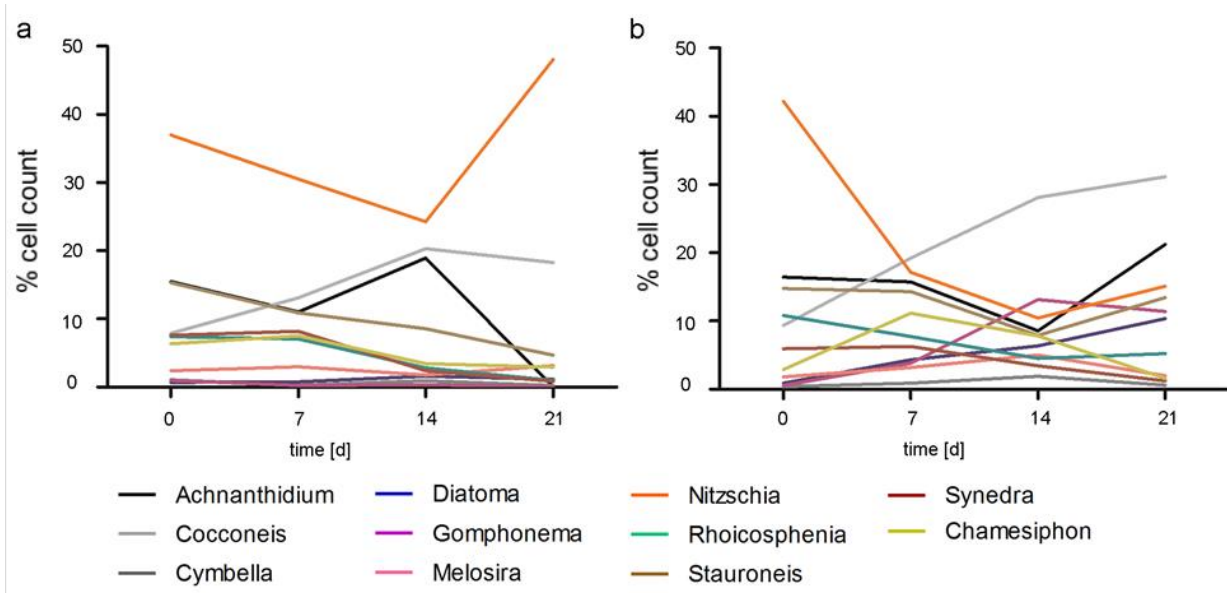 a
b
50
40
30
20
10
0
% cell count
0 7 14 21
time [d]
50
40
30
20
10
0
% cell count
0 7 14 21
time [d]
Achnanthidium Diatoma Nitzschia Synedra
Cocconeis Gomphonema Rhoicosphenia Chamesiphon
Cymbella Melosira Stauroneis